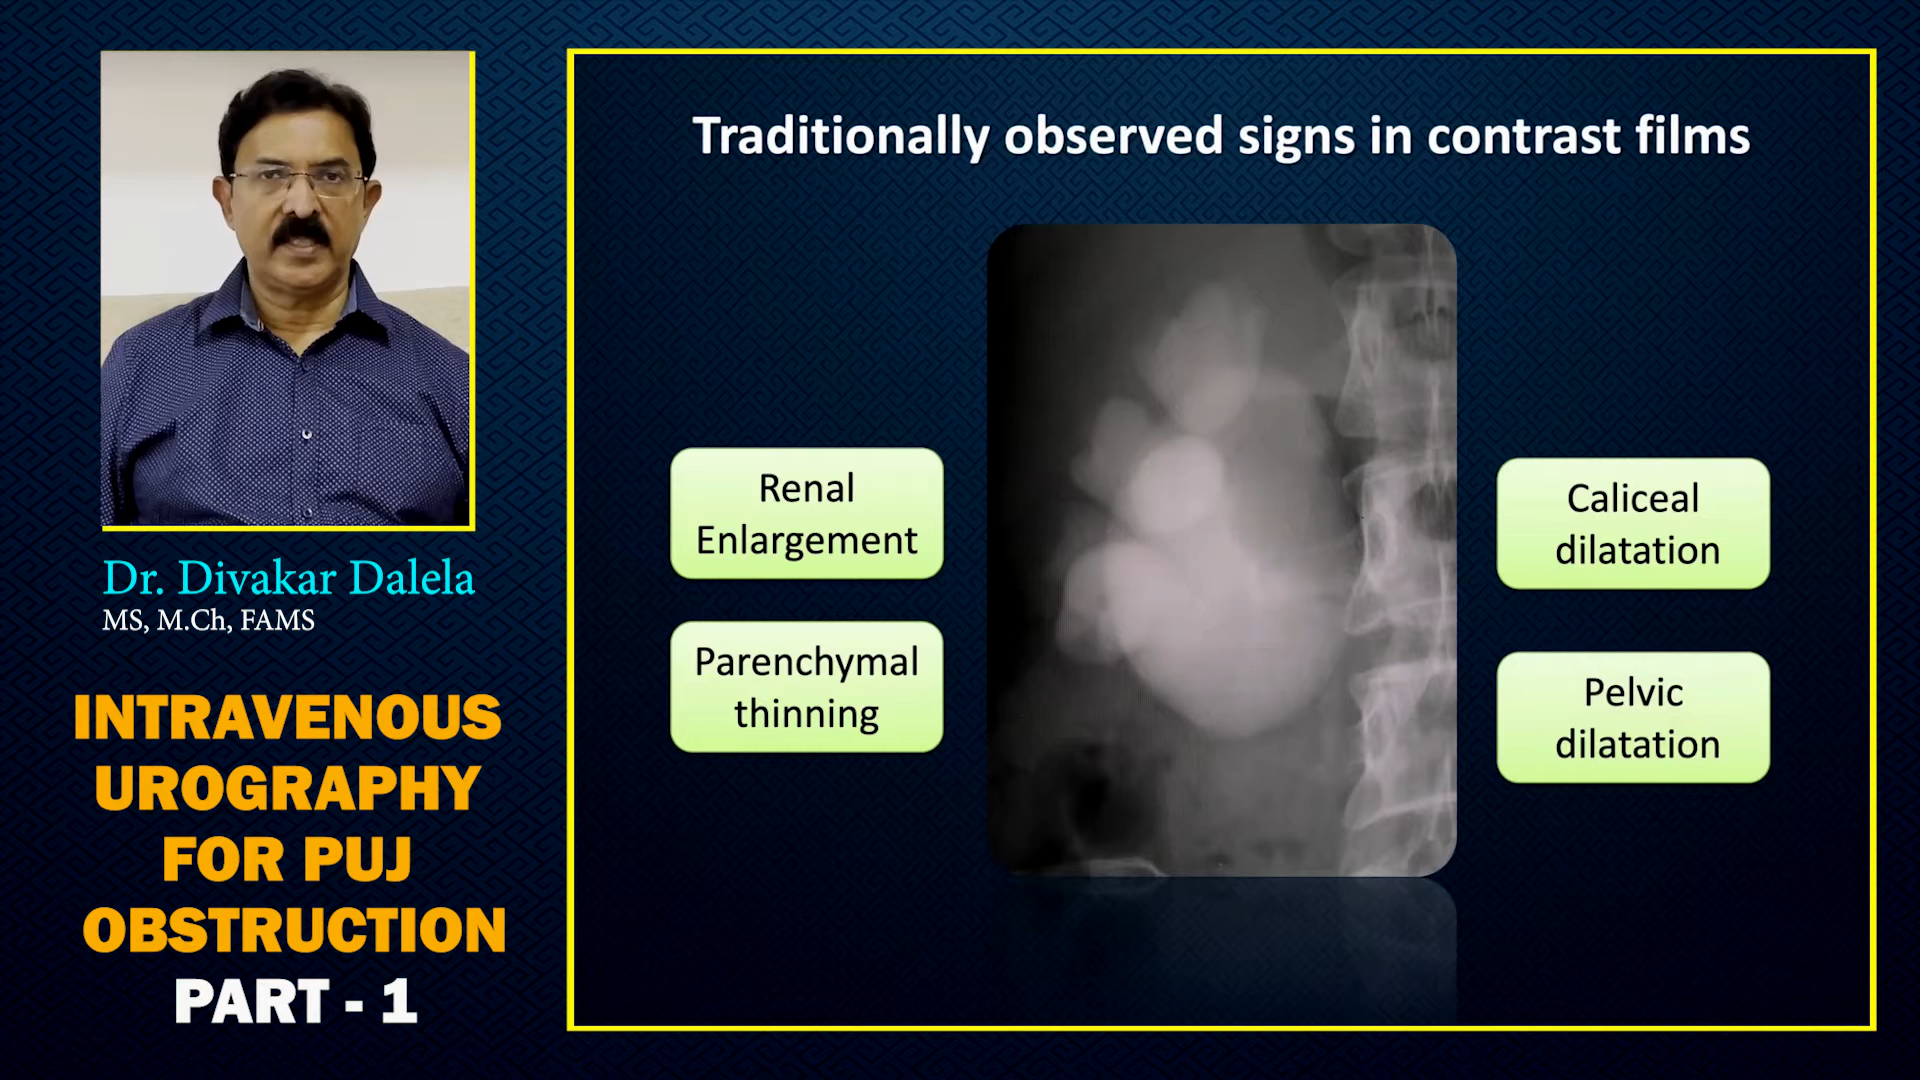 Dr. Divakar Dalela
MS, M.Ch, FAMS
INTRAVENOUS
UROGRAPHY
FOR PUJ
OBSTRUCTION
PART - 1
Traditionally observed signs in contrast films
Renal
Enlargement
Parenchymal
thinning
Caliceal
dilatation
Pelvic
dilatation